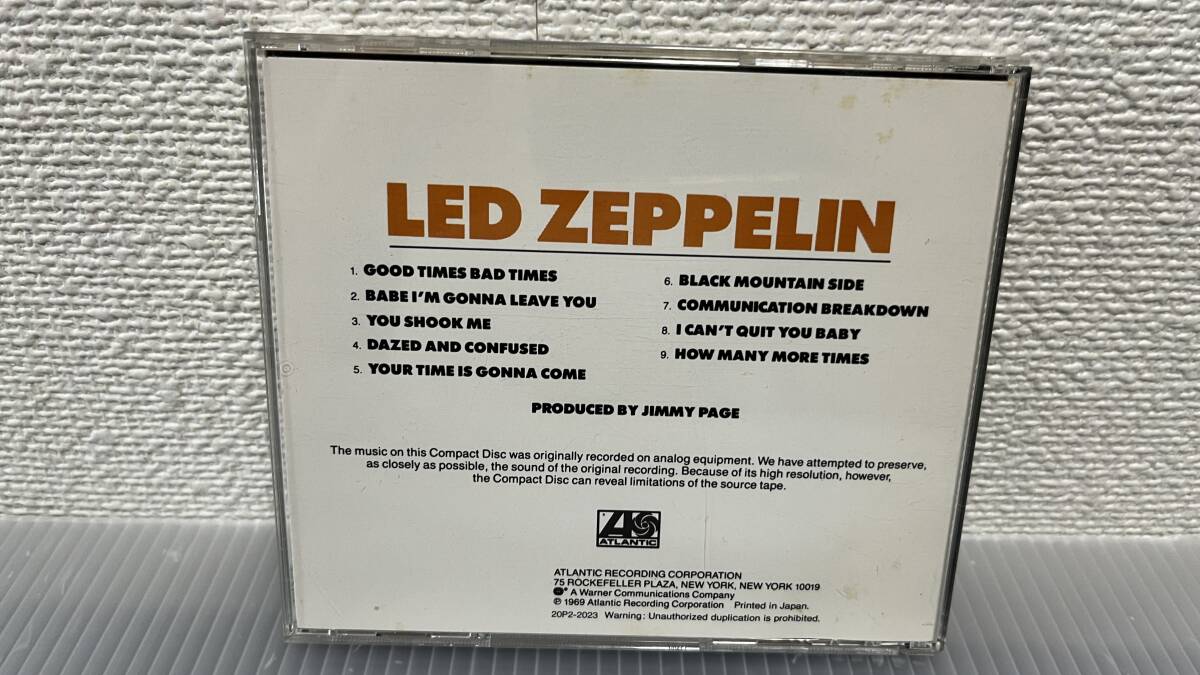 LED ZEPPELIN
1. GOOD TIMES BAD TIMES
2. BABE I'M GONNA LEAVE YOU
3. YOU SHOOK ME
4. DAZED AND CONFUSED
5. YOUR TIME IS GONNA COME
6. BLACK MOUNTAIN SIDE
7. COMMUNICATION BREAKDOWN
8. I CAN'T QUIT YOU BABY
9. HOW MANY MORE TIMES
PRODUCED BY JIMMY PAGE
The music on this Compact Disc was originally recorded on analog equipment. We have attempted to preserve,
as closely as possible, the sound of the original recording. Because of its high resolution, however,
the Compact Disc can reveal limitations of the source tape.
ATLANTIC
ATLANTIC RECORDING CORPORATION
75 ROCKEFELLER PLAZA, NEW YORK, NEW YORK 10019
A Warner Communications Company
℗ 1969 Atlantic Recording Corporation Printed in Japan.
20P2-2023 Warning: Unauthorized duplication is prohibited.